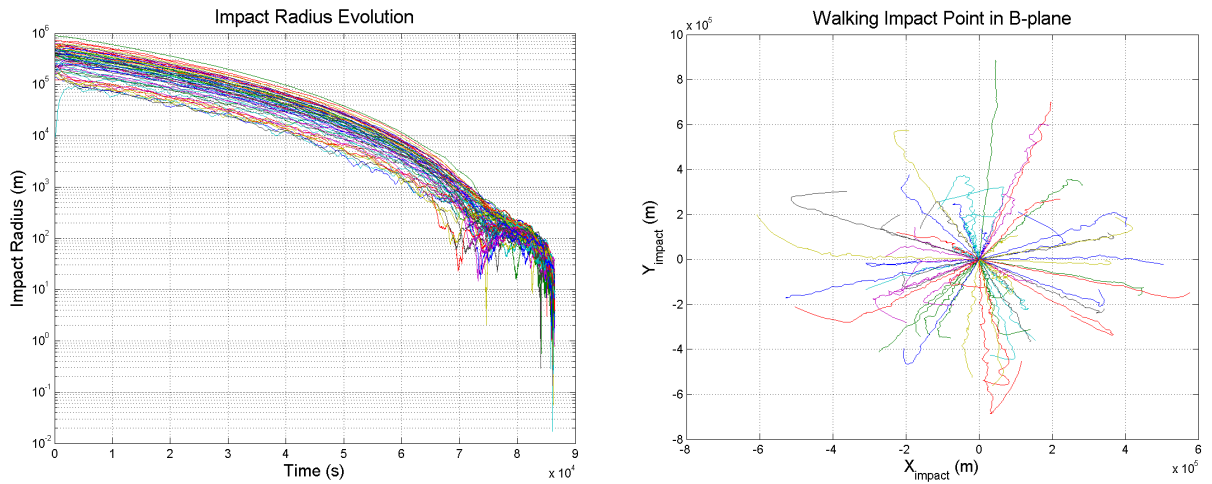 Impact Radius Evolution
Impact Radius (m)
10^6
10^5
10^4
10^3
10^2
10^1
10^0
10^-1
10^-2
0 1 2 3 4 5 6 7 8 9
x 10^4
Time (s)
Walking Impact Point in B-plane
x 10^5
Y_impact (m)
10
8
6
4
2
0
-2
-4
-6
-8
-8 -6 -4 -2 0 2 4 6
x 10^5
X_impact (m)